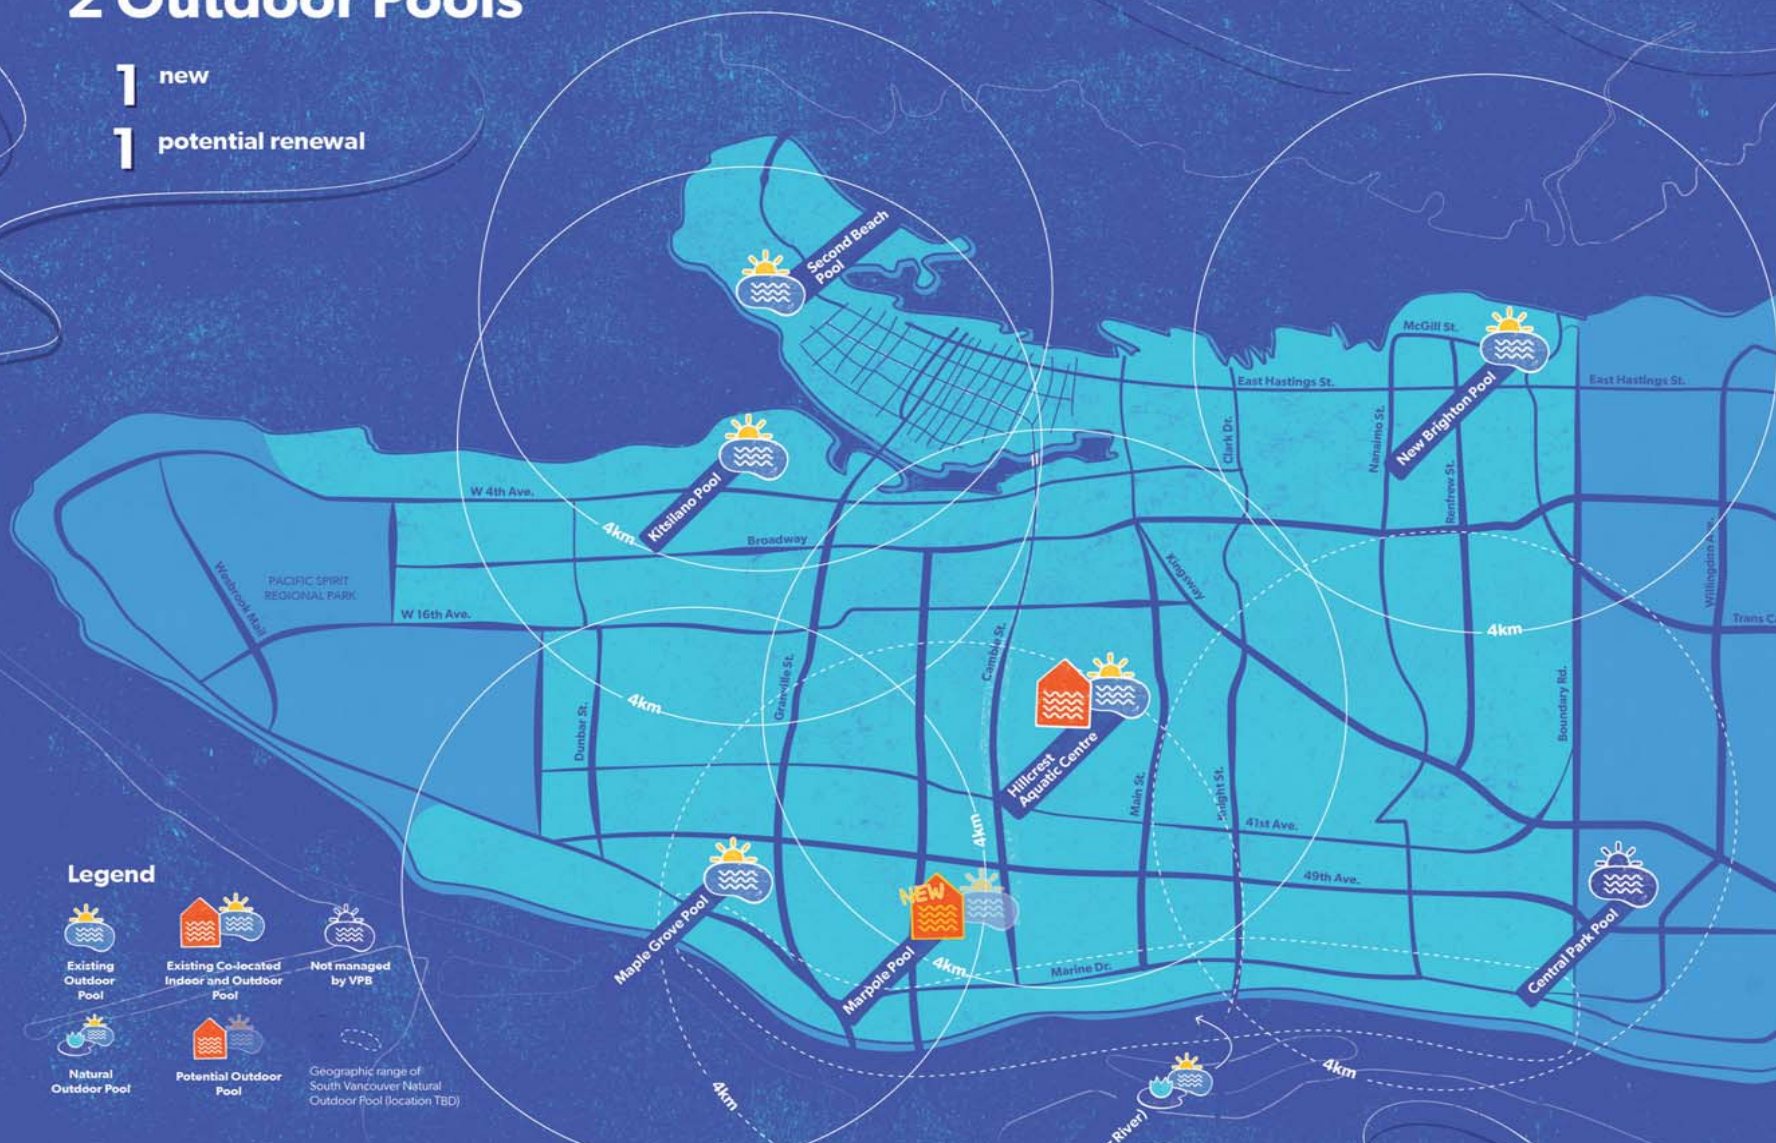 2 Outdoor Pools
1 new
1 potential renewal
Second Beach
Pool
McGill St.
East Hastings St.
East Hastings St.
Clark Dr.
Nanaimo St.
New Brighton Pool
Renfrew St.
W 4th Ave.
4km
Kitsilano Pool
Broadway
Kingsway
Willingdon A
Wesbrook Mall
PACIFIC SPIRIT
REGIONAL PARK
W 16th Ave.
4km
Trans C
Cambie St.
Granville St.
Dunbar St.
4km
Boundary Rd.
Hillcrest
Aquatic Centre
Main St.
Knight St.
4km
41st Ave.
49th Ave.
Maple Grove Pool
NEW
Marpole Pool
4km
Marine Dr.
Central Park Pool
4km
4km
River)
Legend
Existing
Outdoor
Pool
Existing Co-located
Indoor and Outdoor
Pool
Not managed
by VPB
Natural
Outdoor Pool
Potential Outdoor
Pool
Geographic range of
South Vancouver Natural
Outdoor Pool (location TBD)